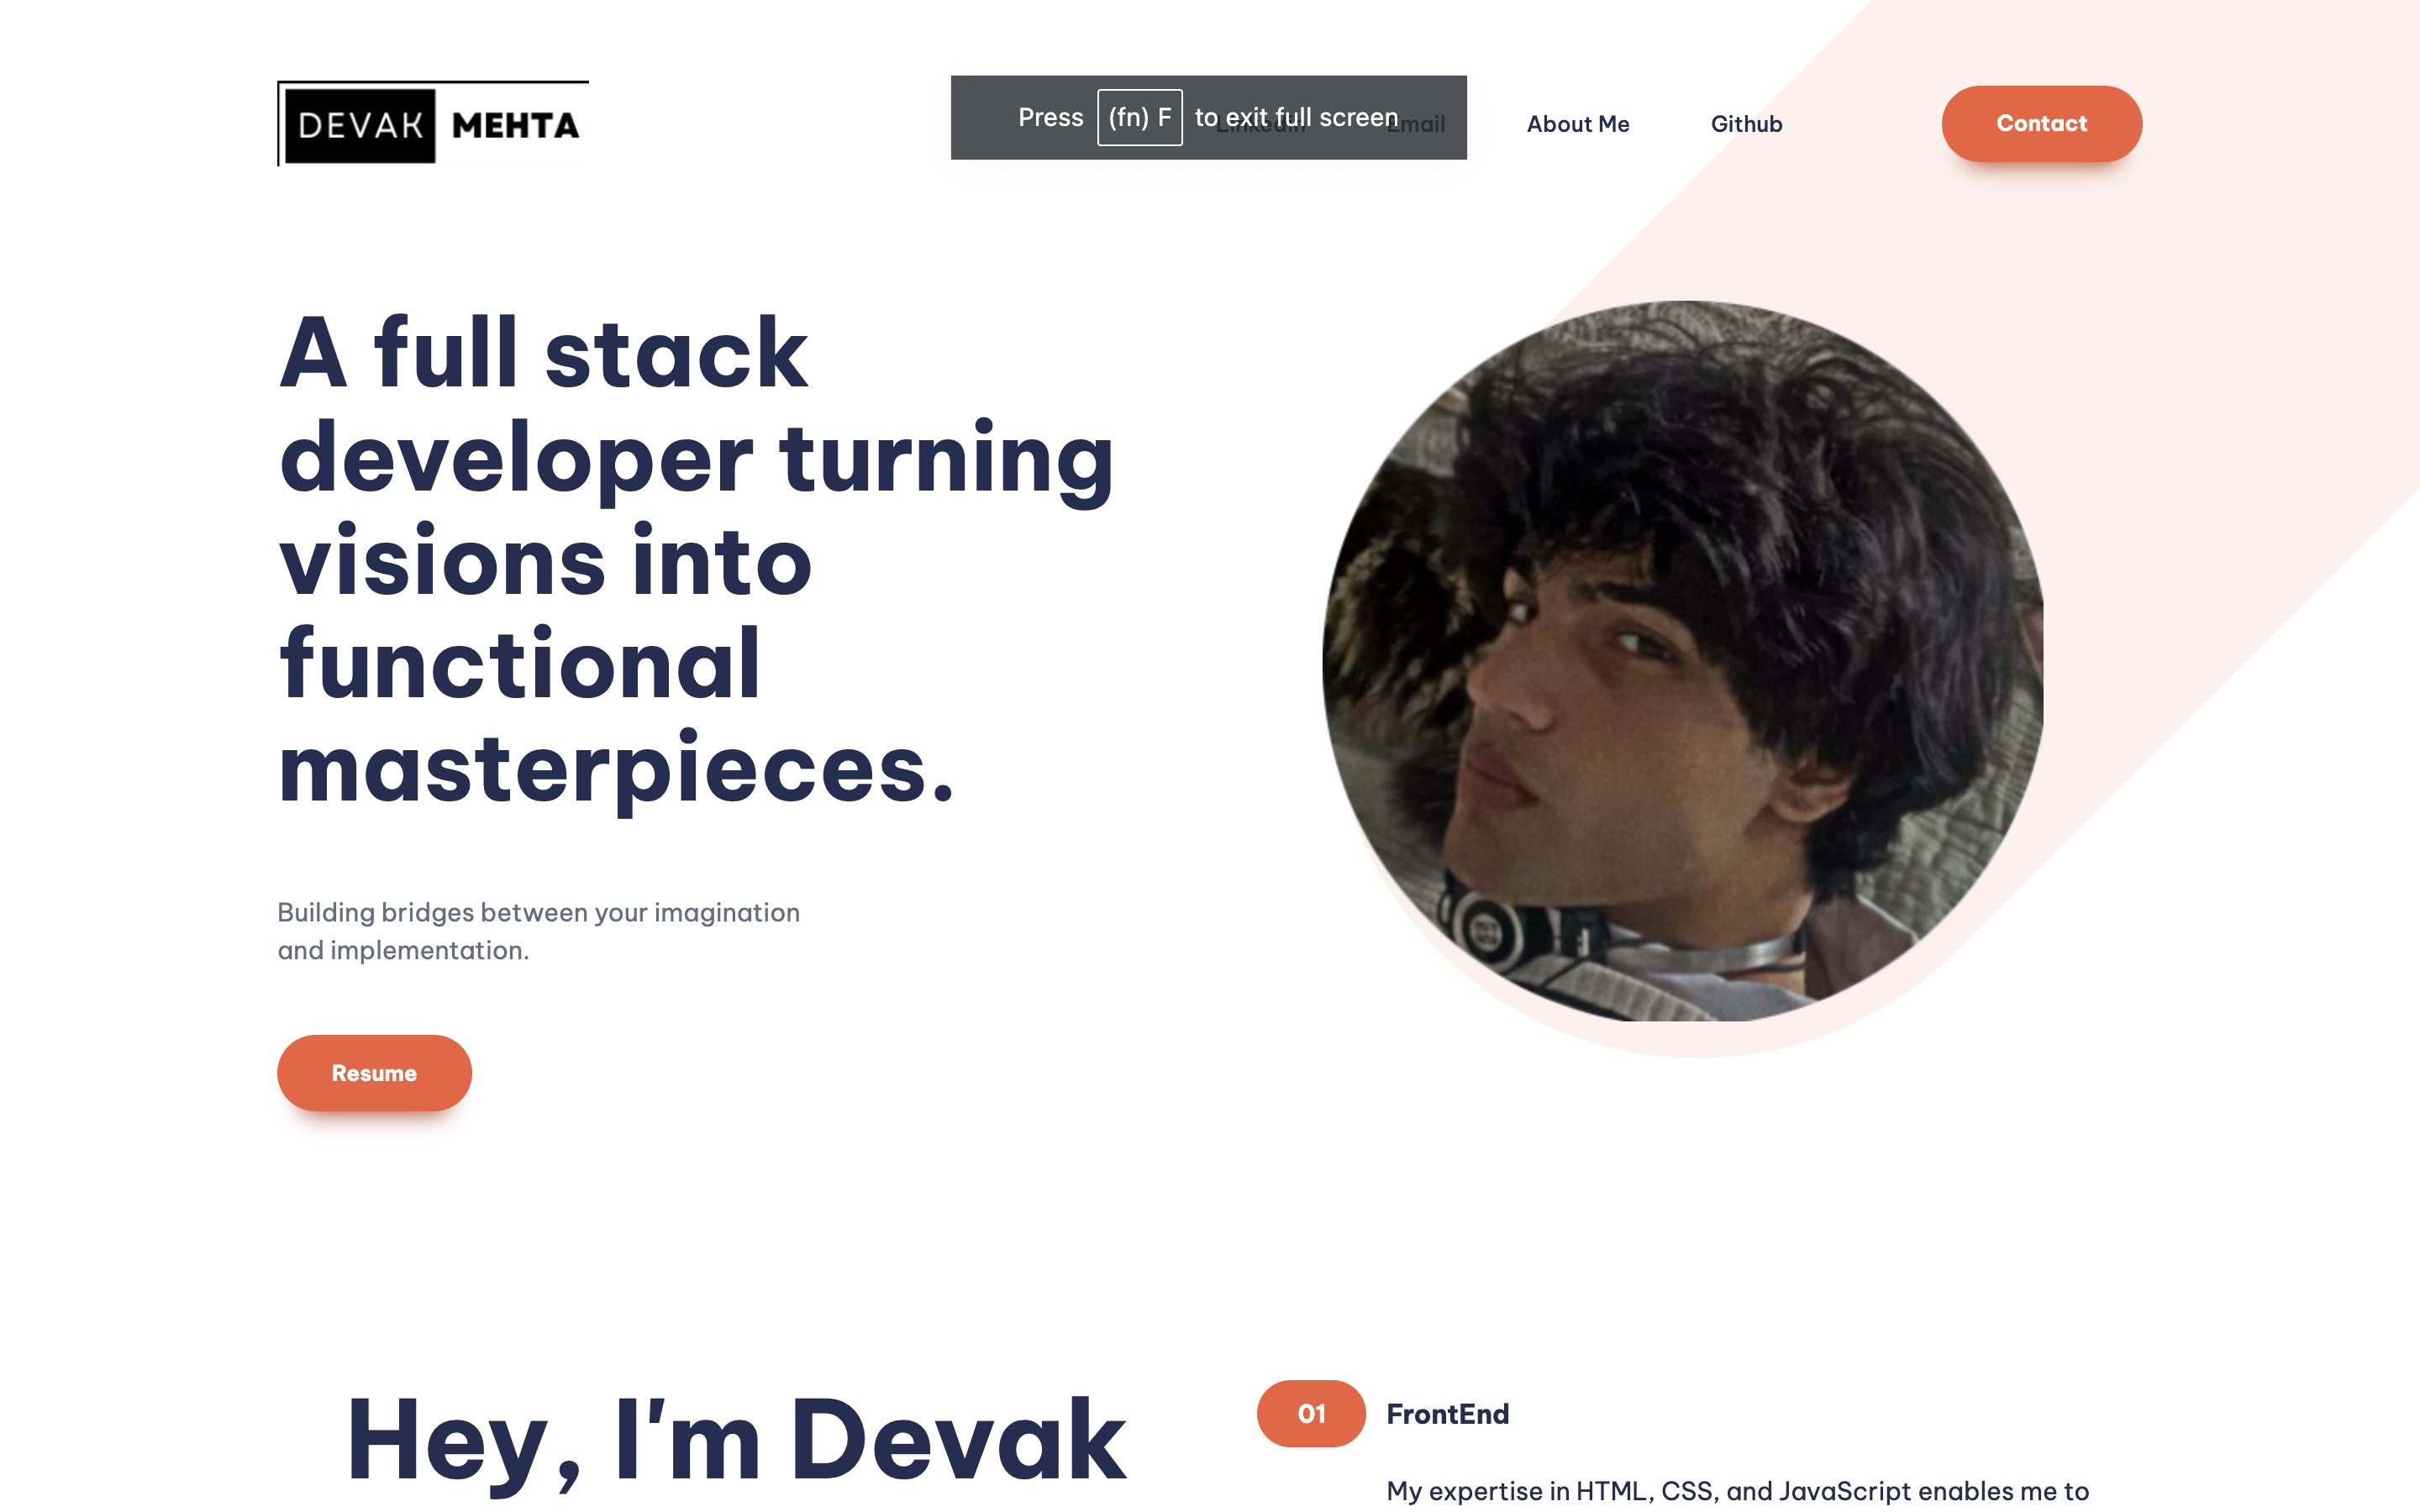 DEVAK MEHTA
Press (fn) F to exit full screen
LinkedIn
Email
About Me
Github
Contact
A full stack
developer turning
visions into
functional
masterpieces.
Building bridges between your imagination
and implementation.
Resume
Hey, I'm Devak
01
FrontEnd
My expertise in HTML, CSS, and JavaScript enables me to